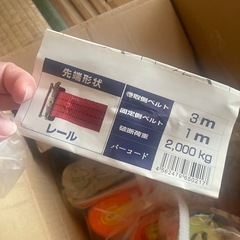 先端形状
レール
巻取側ベルト 3m
固定側ベルト 1m
破断荷重 2,000kg
バーコード